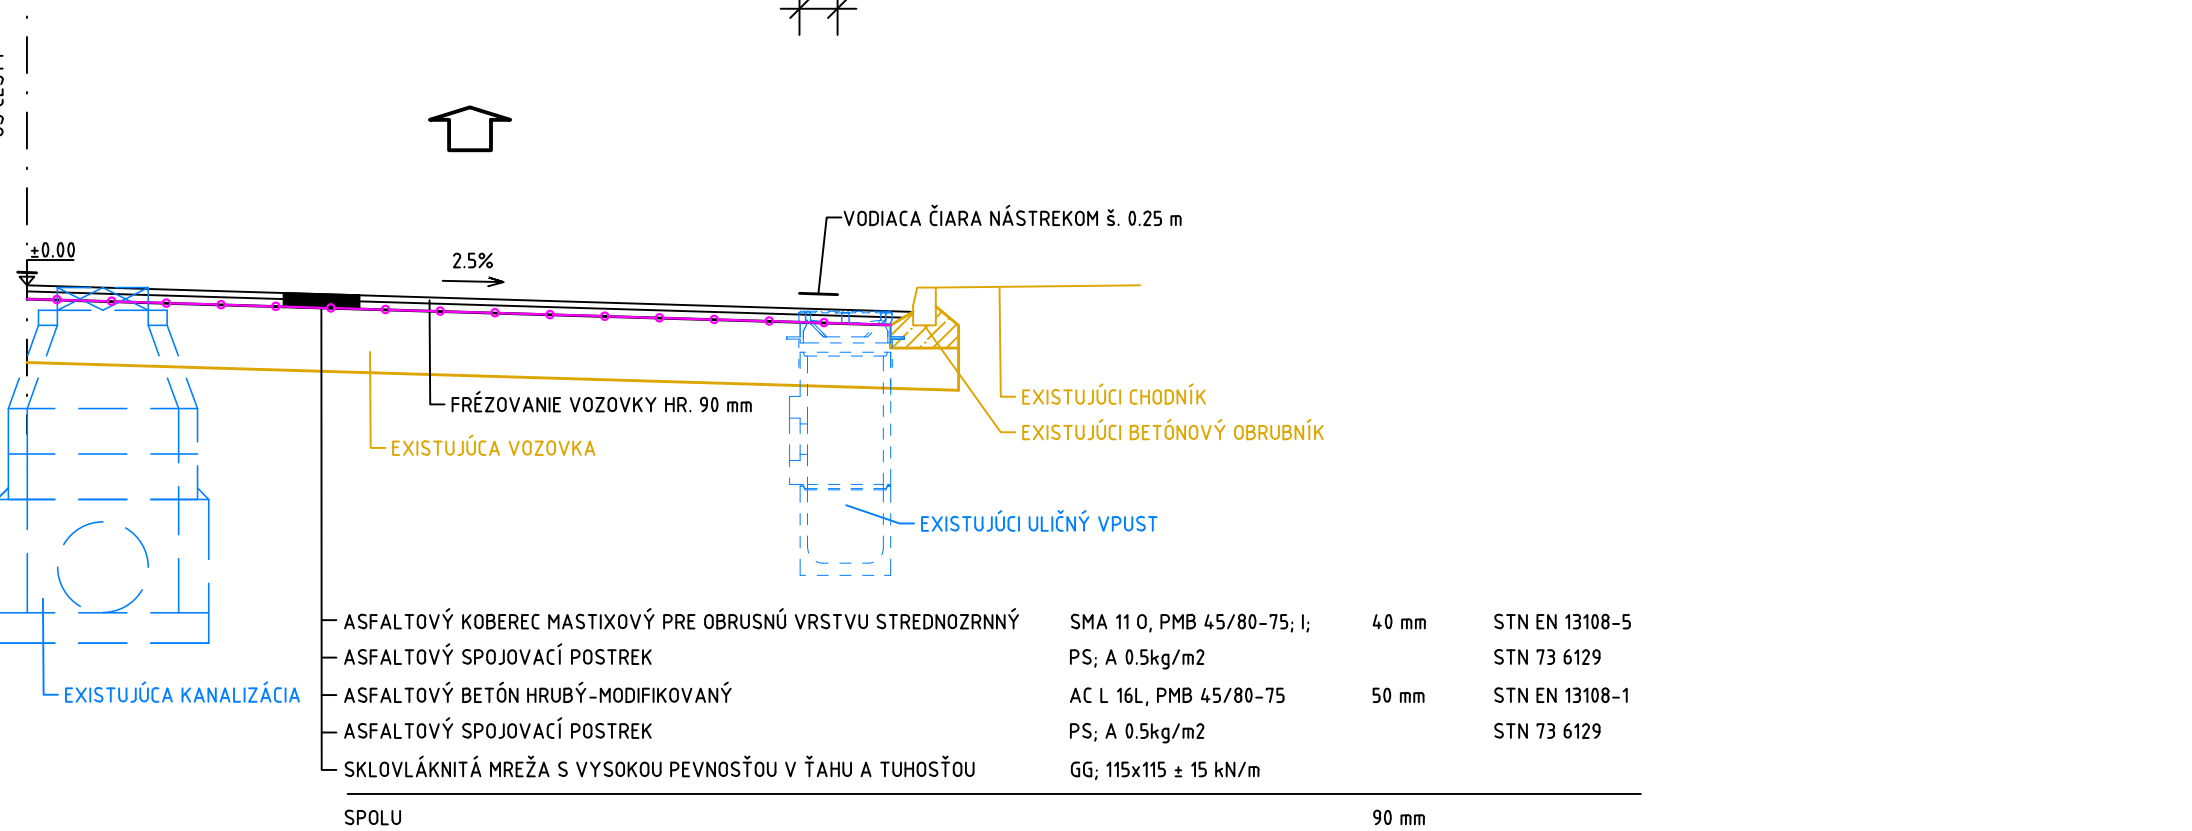 OS CESTY
±0.00
2.5%
VODIACA ČIARA NÁSTREKOM š. 0.25 m
FRÉZOVANIE VOZOVKY HR. 90 mm
EXISTUJÚCI CHODNÍK
EXISTUJÚCI BETÓNOVÝ OBRUBNÍK
EXISTUJÚCA VOZOVKA
EXISTUJÚCI ULIČNÝ VPUST
EXISTUJÚCA KANALIZÁCIA
ASFALTOVÝ KOBEREC MASTIXOVÝ PRE OBRUSNÚ VRSTVU STREDNOZRNNÝ SMA 11 O, PMB 45/80-75; I; 40 mm STN EN 13108-5
ASFALTOVÝ SPOJOVACÍ POSTREK PS; A 0.5kg/m2 STN 73 6129
ASFALTOVÝ BETÓN HRUBÝ-MODIFIKOVANÝ AC L 16L, PMB 45/80-75 50 mm STN EN 13108-1
ASFALTOVÝ SPOJOVACÍ POSTREK PS; A 0.5kg/m2 STN 73 6129
SKLOVLÁKNITÁ MREŽA S VYSOKOU PEVNOSŤOU V ŤAHU A TUHOSŤOU GG; 115x115 ± 15 kN/m
SPOLU 90 mm